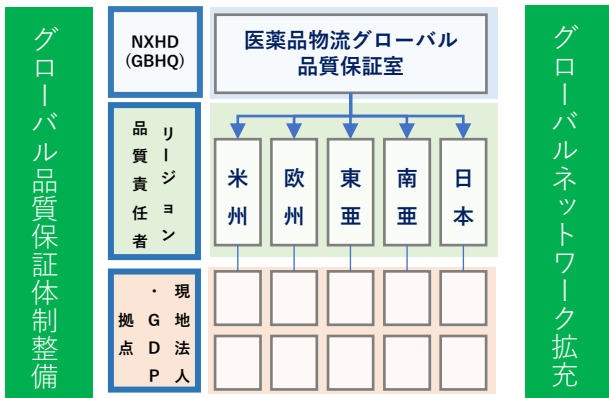 グローバル品質保証体制整備
NXHD
(GBHQ)
医薬品物流グローバル
品質保証室
リージョン
品質責任者
米州
欧州
東亜
南亜
日本
現地法人
・GDP
拠点
グローバルネットワーク拡充